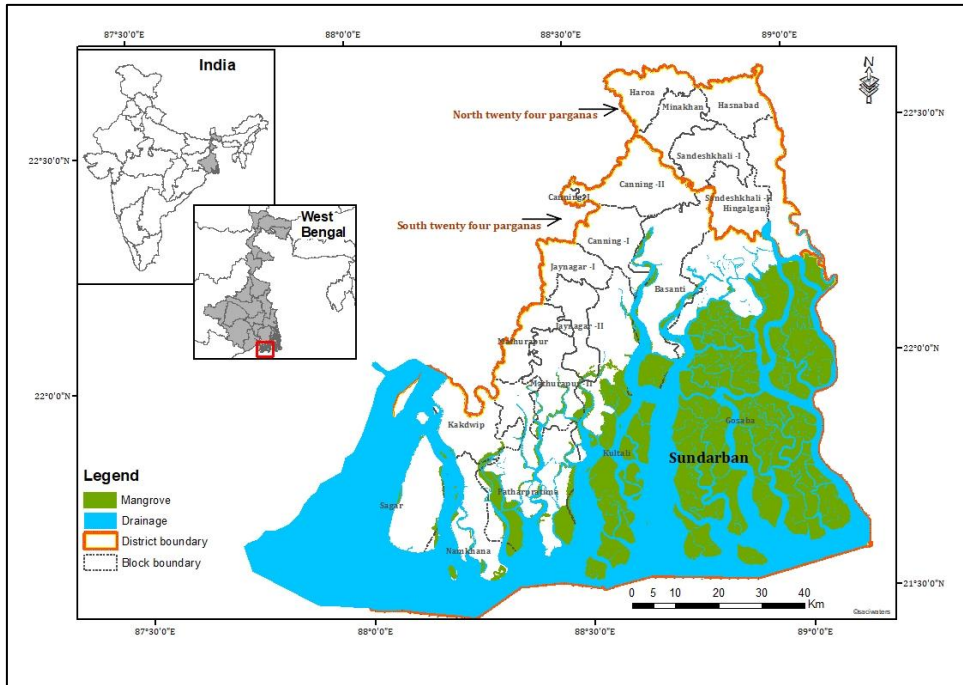 87°30'0"E 88°0'0"E 88°30'0"E 89°0'0"E
India
N
West
Bengal
Haroa
Minakhan
Hasnabad
North twenty four parganas
22°30'0"N
22°30'0"N
Sandeshkhali - I
Canning -II
Canning-I
Sandeshkhali -II
Hingalganj
South twenty four parganas
Canning -I
Jaynagar -I
Basanti
Jaynagar -II
Mathurapur
22°0'0"N
Mathurapur -II
22°0'0"N
Kakdwip
Gosaba
Kultali
Sundarban
Legend
Mangrove
Drainage
District boundary
Block boundary
Patharpratima
Sagar
Namkhana
21°30'0"N
0 5 10 20 30 40
Km
©saciwaters
87°30'0"E 88°0'0"E 88°30'0"E 89°0'0"E